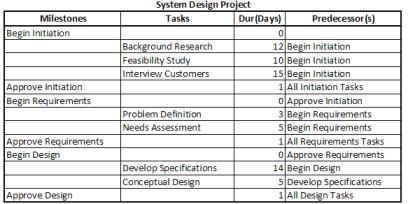 System Design Project
Milestones Tasks Dur(Days) Predecessor(s)
Begin Initiation 0
Background Research 12 Begin Initiation
Feasibility Study 10 Begin Initiation
Interview Customers 15 Begin Initiation
Approve Initiation 1 All Initiation Tasks
Begin Requirements 0 Approve Initiation
Problem Definition 3 Begin Requirements
Needs Assessment 5 Begin Requirements
Approve Requirements 1 All Requirements Tasks
Begin Design 0 Approve Requirements
Develop Specifications 14 Begin Design
Conceptual Design 5 Develop Specifications
Approve Design 1 All Design Tasks